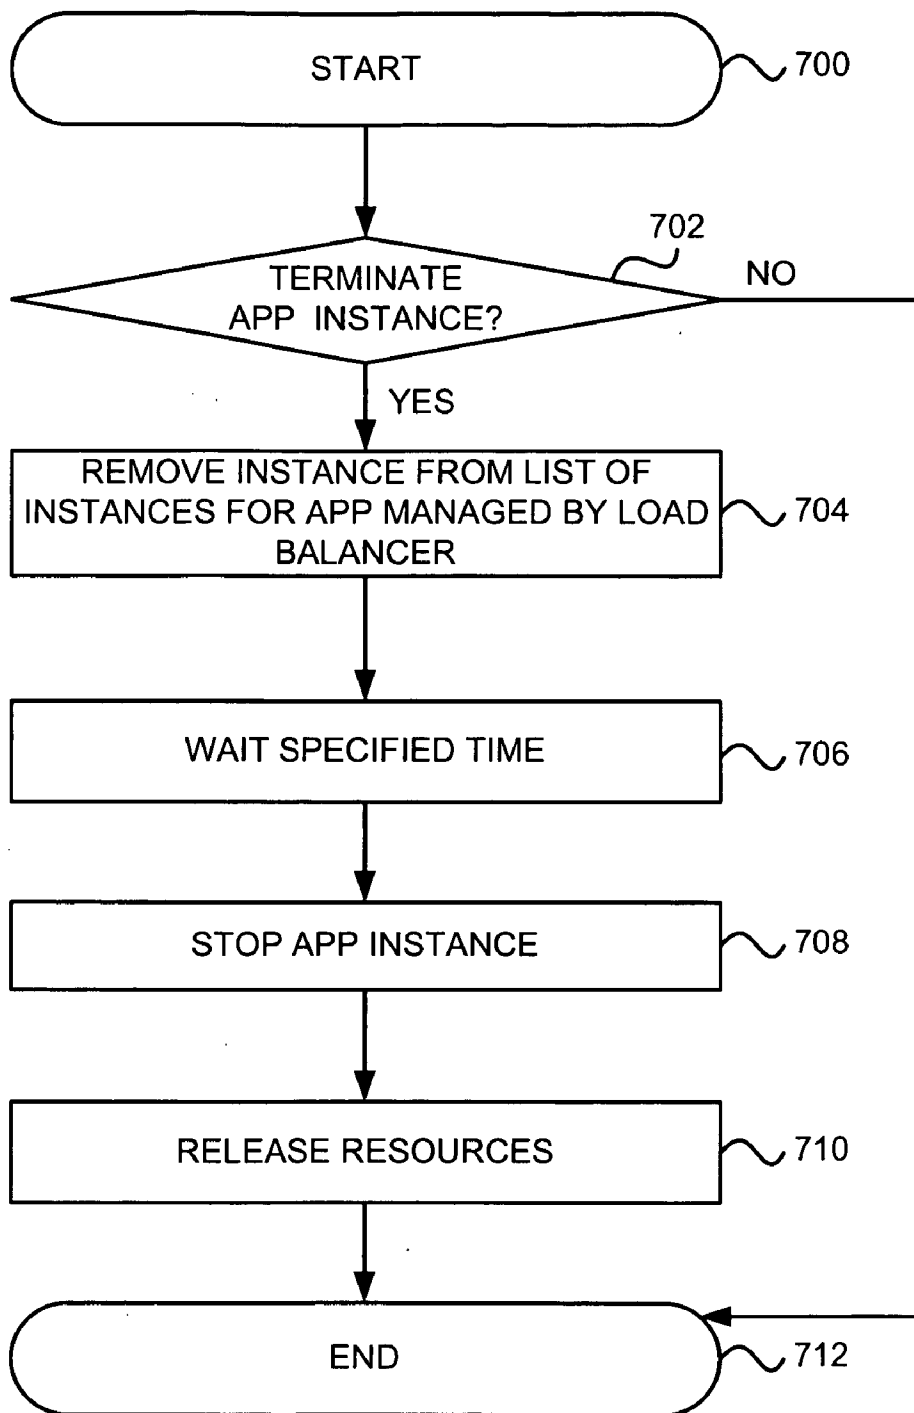 START
700
702
TERMINATE
APP INSTANCE?
NO
YES
REMOVE INSTANCE FROM LIST OF
INSTANCES FOR APP MANAGED BY LOAD
BALANCER
704
WAIT SPECIFIED TIME
706
STOP APP INSTANCE
708
RELEASE RESOURCES
710
END
712